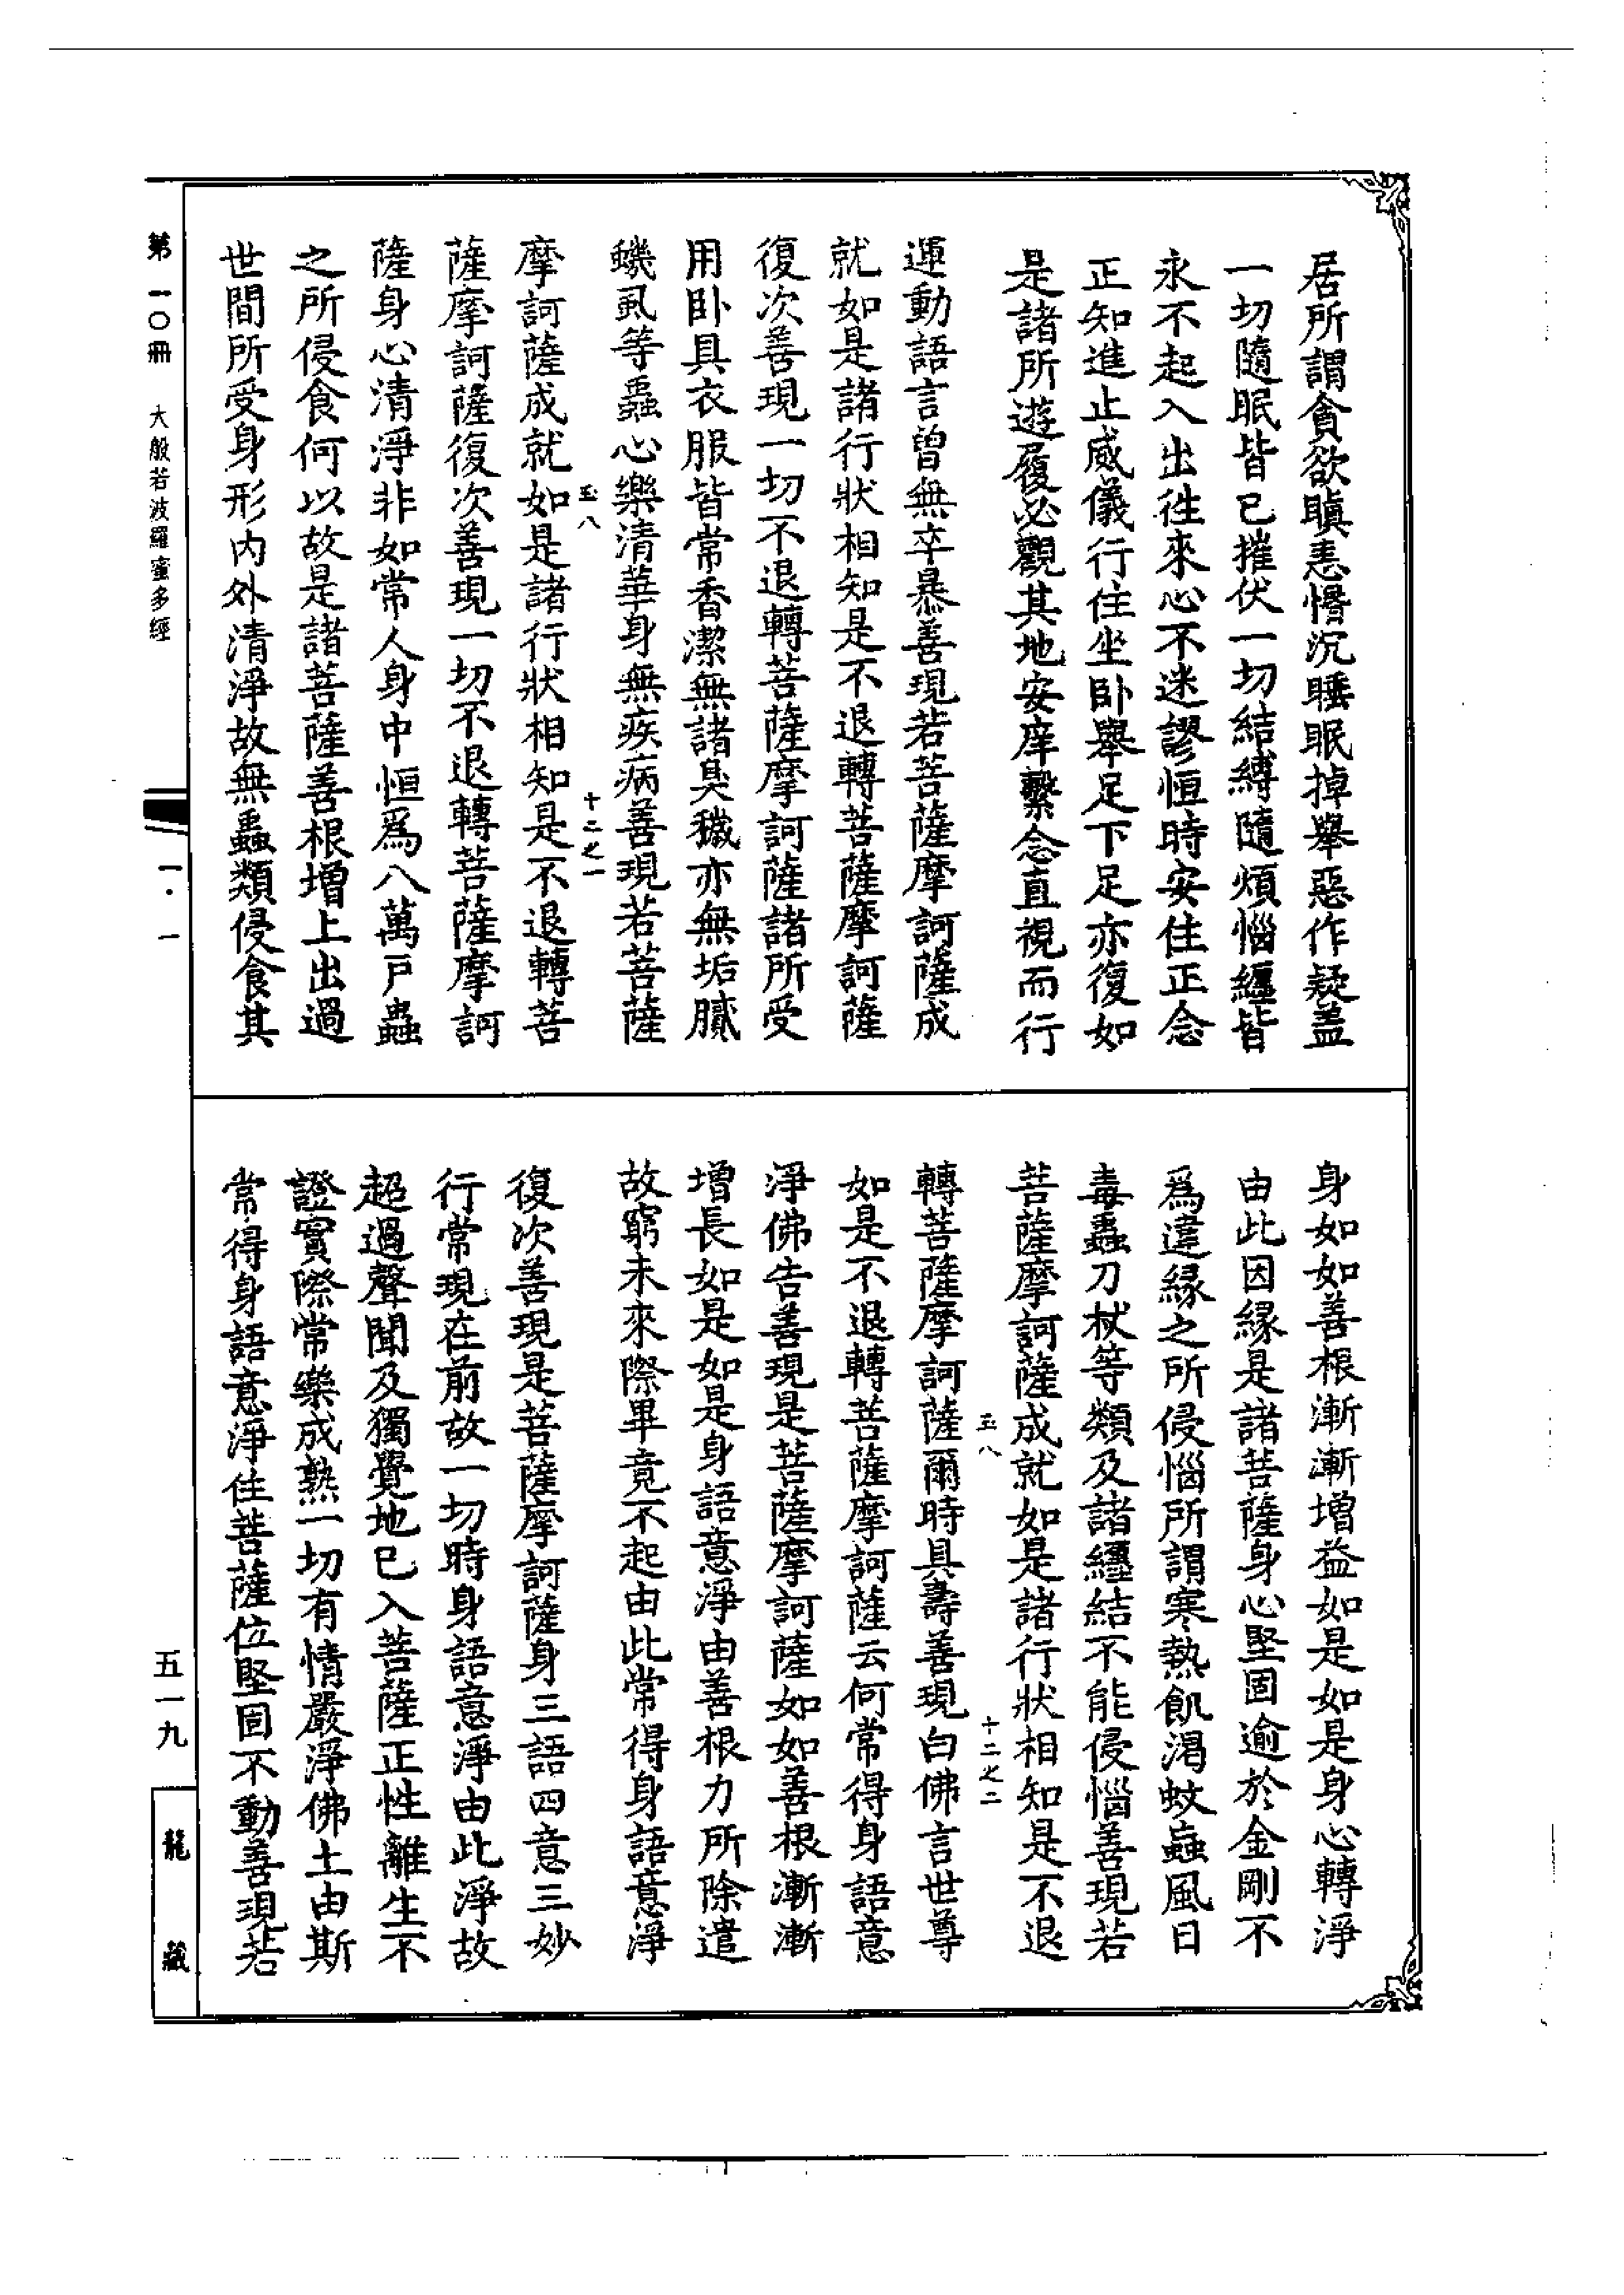 居所謂貪欲瞋恚惛沉睡眠掉舉惡作疑蓋
一切隨眠皆已摧伏一切結縛隨煩惱纏皆
永不起入出徃來心不迷謬恒時安住正念
正知進止威儀行住坐卧舉足下足亦復如
是諸所遊履必觀其地安庠繫念直視而行
運動語言曾無卒暴善現若菩薩摩訶薩成
就如是諸行狀相知是不退轉菩薩摩訶薩
復次善現一切不退轉菩薩摩訶薩諸所受
用卧具衣服皆常香潔無諸臭穢亦無垢膩
蟣虱等蟲心樂清華身無疾病善現若菩薩
玉八
十二之一
摩訶薩成就如是諸行狀相知是不退轉菩
薩摩訶薩復次善現一切不退轉菩薩摩訶
薩身心清淨非如常人身中恒爲八萬戶蟲
之所侵食何以故是諸菩薩善根增上出過
世間所受身形内外清淨故無蟲類侵食其
身如如善根漸漸增益如是如是身心轉淨
由此因縁是諸菩薩身心堅固逾於金剛不
爲違縁之所侵惱所謂寒熱飢渴蚊蝱風日
毒蟲刀杖等類及諸纏結不能侵惱善現若
菩薩摩訶薩成就如是諸行狀相知是不退
玉八
十二之二
轉菩薩摩訶薩爾時具壽善現白佛言世尊
如是不退轉菩薩摩訶薩云何常得身語意
淨佛告善現是菩薩摩訶薩如如善根漸漸
增長如是如是身語意淨由善根力所除遣
故窮未來際畢竟不起由此常得身語意淨
復次善現是菩薩摩訶薩身三語四意三妙
行常現在前故一切時身語意淨由此淨故
超過聲聞及獨覺地已入菩薩正性離生不
證實際常樂成熟一切有情嚴淨佛土由斯
常得身語意淨住菩薩位堅固不動善現若
第一〇冊　大般若波羅蜜多經
一·一
五一九
龍藏